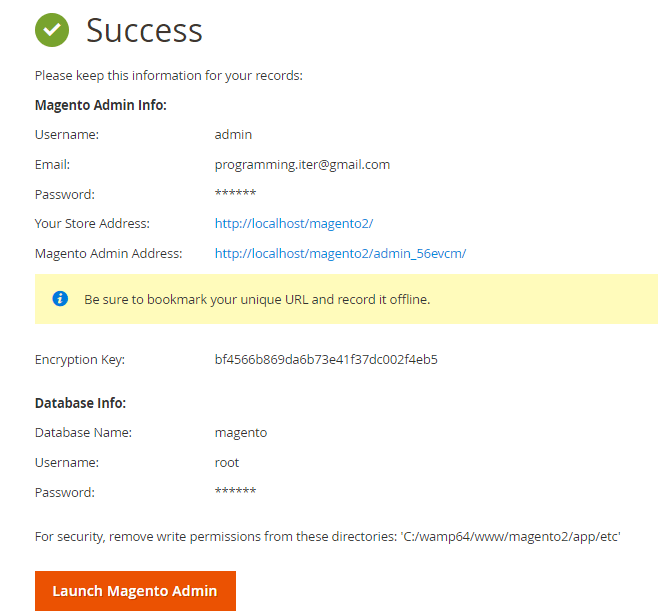 Success
Please keep this information for your records:
Magento Admin Info:
Username: admin
Email: programming.iter@gmail.com
Password: ******
Your Store Address: http://localhost/magento2/
Magento Admin Address: http://localhost/magento2/admin_56evcm/
Be sure to bookmark your unique URL and record it offline.
Encryption Key: bf4566b869da6b73e41f37dc002f4eb5
Database Info:
Database Name: magento
Username: root
Password: ******
For security, remove write permissions from these directories: 'C:/wamp64/www/magento2/app/etc'
Launch Magento Admin